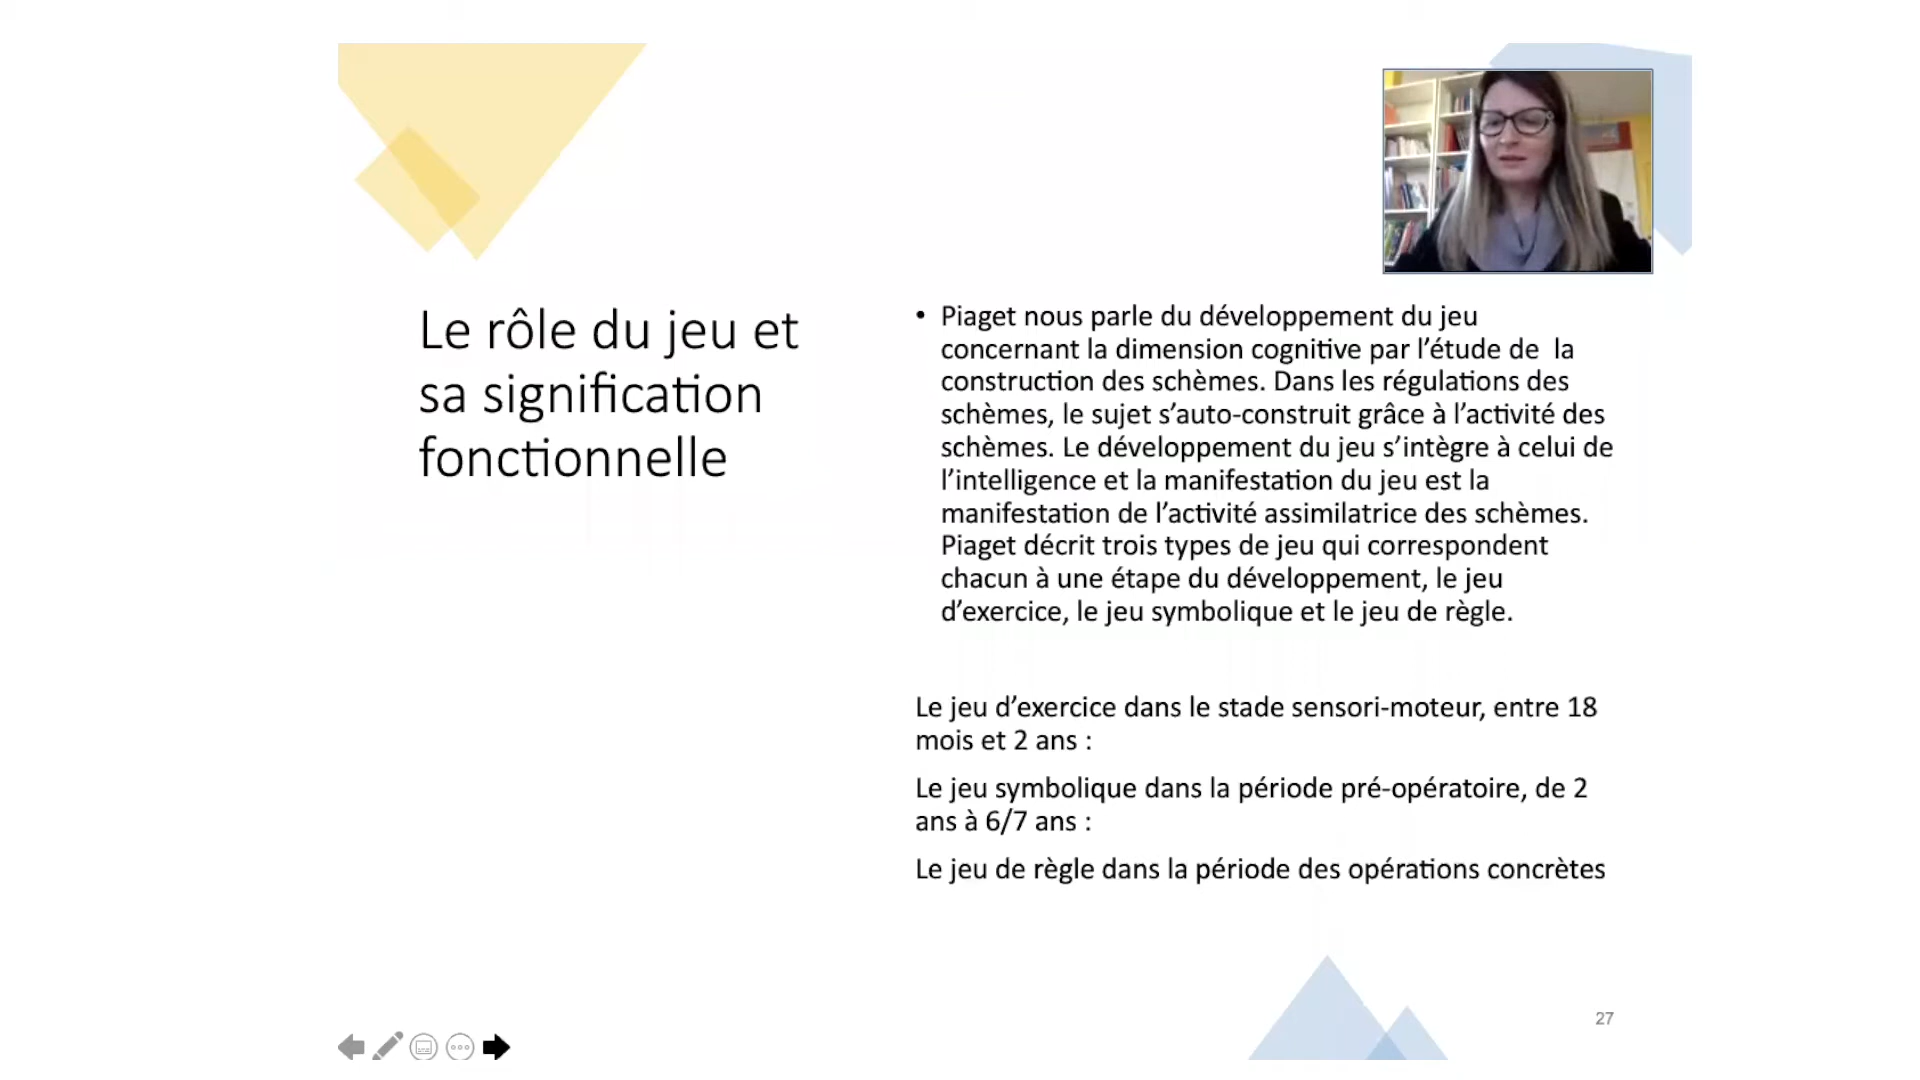 Le rôle du jeu et
sa signification
fonctionnelle
• Piaget nous parle du développement du jeu
concernant la dimension cognitive par l’étude de  la
construction des schèmes. Dans les régulations des
schèmes, le sujet s’auto-construit grâce à l’activité des
schèmes. Le développement du jeu s’intègre à celui de
l’intelligence et la manifestation du jeu est la
manifestation de l’activité assimilatrice des schèmes.
Piaget décrit trois types de jeu qui correspondent
chacun à une étape du développement, le jeu
d’exercice, le jeu symbolique et le jeu de règle.
Le jeu d’exercice dans le stade sensori-moteur, entre 18
mois et 2 ans :
Le jeu symbolique dans la période pré-opératoire, de 2
ans à 6/7 ans :
Le jeu de règle dans la période des opérations concrètes
27